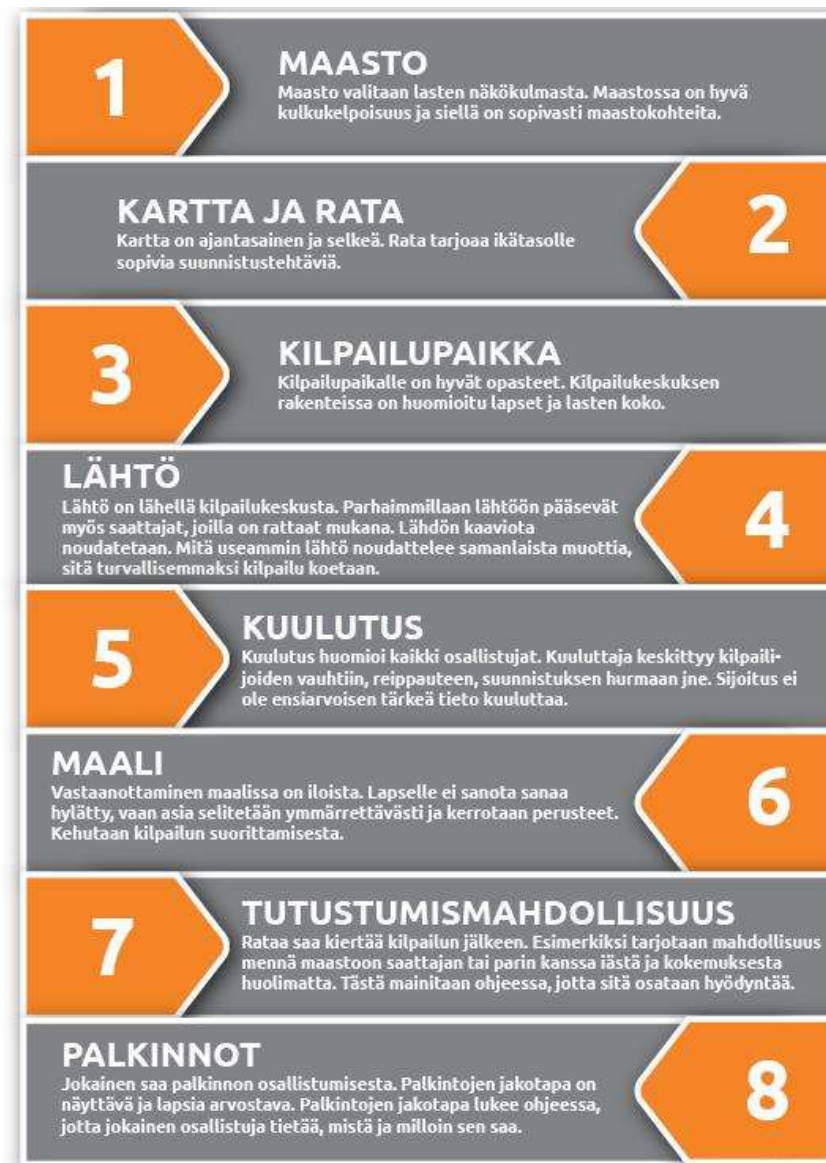 1
MAASTO
Maasto valitaan lasten näkökulmasta. Maastossa on hyvä
kulkukelpoisuus ja siellä on sopivasti maastokohteita.
KARTTA JA RATA
Kartta on ajantasainen ja selkeä. Rata tarjoaa ikätasolle
sopivia suunnistustehtäviä.
2
3
KILPAILUPAIKKA
Kilpailupaikalle on hyvät opasteet. Kilpailukeskuksen
rakenteissa on huomioitu lapset ja lasten koko.
LÄHTÖ
Lähtö on lähellä kilpailukeskusta. Parhaimmillaan lähtöön pääsevät
myös saattajat, joilla on rattaat mukana. Lähdön kaaviota
noudatetaan. Mitä useammin lähtö noudattelee samanlaista muottia,
sitä turvallisemmaksi kilpailu koetaan.
4
5
KUULUTUS
Kuulutus huomioi kaikki osallistujat. Kuuluttaja keskittyy kilpaili-
joiden vauhtiin, reippauteen, suunnistuksen hurmaan jne. Sijoitus ei
ole ensiarvoisen tärkeä tieto kuuluttaa.
MAALI
Vastaanottaminen maalissa on iloista. Lapselle ei sanota sanaa
hylätty, vaan asia selitetään ymmärrettävästi ja kerrotaan perusteet.
Kehutaan kilpailun suorittamisesta.
6
7
TUTUSTUMISMAHDOLLISUUS
Rataa saa kiertää kilpailun jälkeen. Esimerkiksi tarjotaan mahdollisuus
mennä maastoon saattajan tai parin kanssa iästä ja kokemuksesta
huolimatta. Tästä mainitaan ohjeessa, jotta sitä osataan hyödyntää.
PALKINNOT
Jokainen saa palkinnon osallistumisesta. Palkintojen jakotapa on
näyttävä ja lapsia arvostava. Palkintojen jakotapa lukee ohjeessa,
jotta jokainen osallistuja tietää, mistä ja milloin sen saa.
8